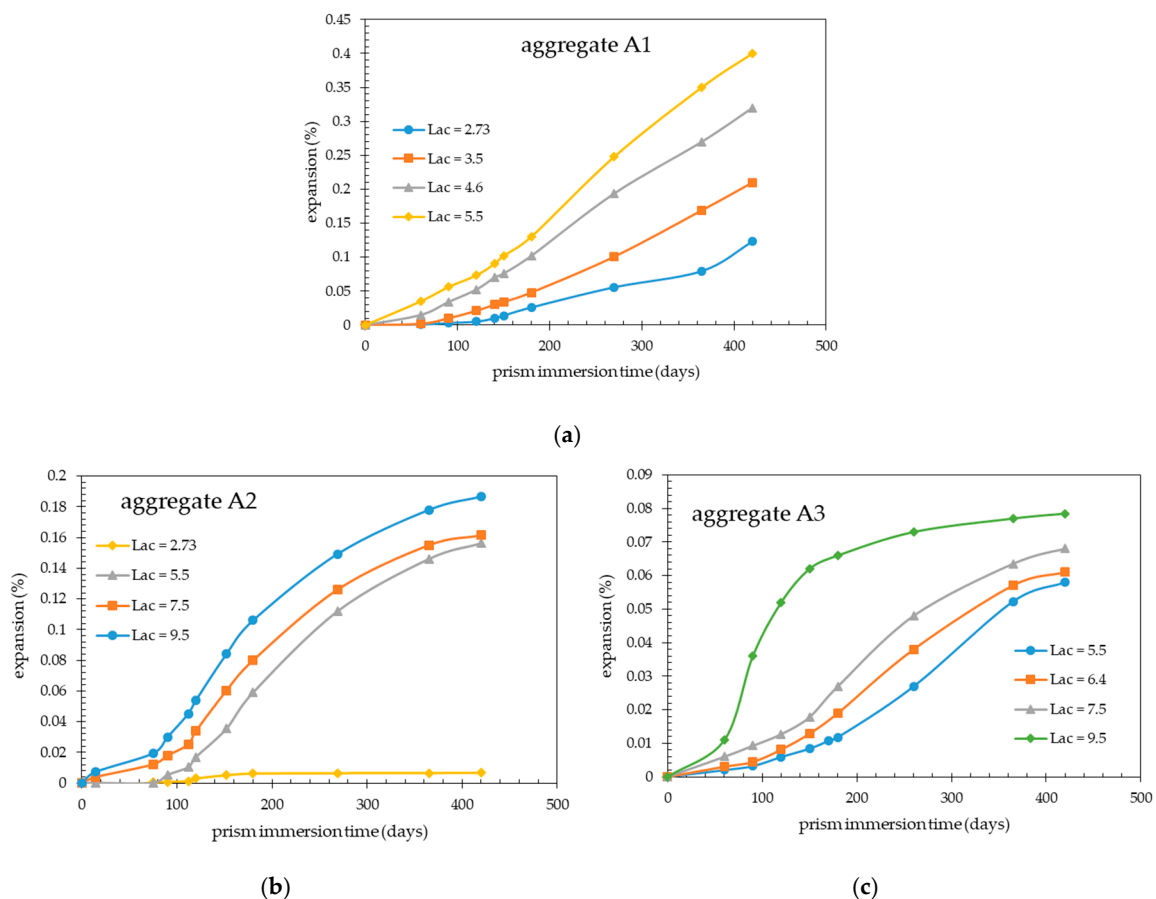 aggregate A1
0.45
0.4
0.35
0.3
0.25
0.2
0.15
0.1
0.05
0
expansion (%)
Lac = 2.73
Lac = 3.5
Lac = 4.6
Lac = 5.5
0 100 200 300 400 500
prism immersion time (days)
(a)
aggregate A2
0.2
0.18
0.16
0.14
0.12
0.1
0.08
0.06
0.04
0.02
0
expansion (%)
Lac = 2.73
Lac = 5.5
Lac = 7.5
Lac = 9.5
0 100 200 300 400 500
prism immersion time (days)
(b)
aggregate A3
0.09
0.08
0.07
0.06
0.05
0.04
0.03
0.02
0.01
0
expansion (%)
Lac = 5.5
Lac = 6.4
Lac = 7.5
Lac = 9.5
0 100 200 300 400 500
prism immersion time (days)
(c)